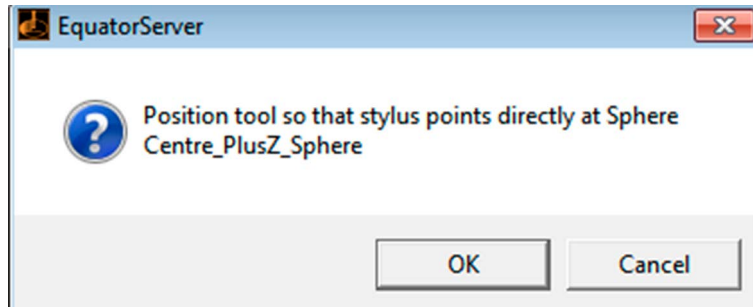 EquatorServer
Position tool so that stylus points directly at Sphere
Centre_PlusZ_Sphere
OK
Cancel